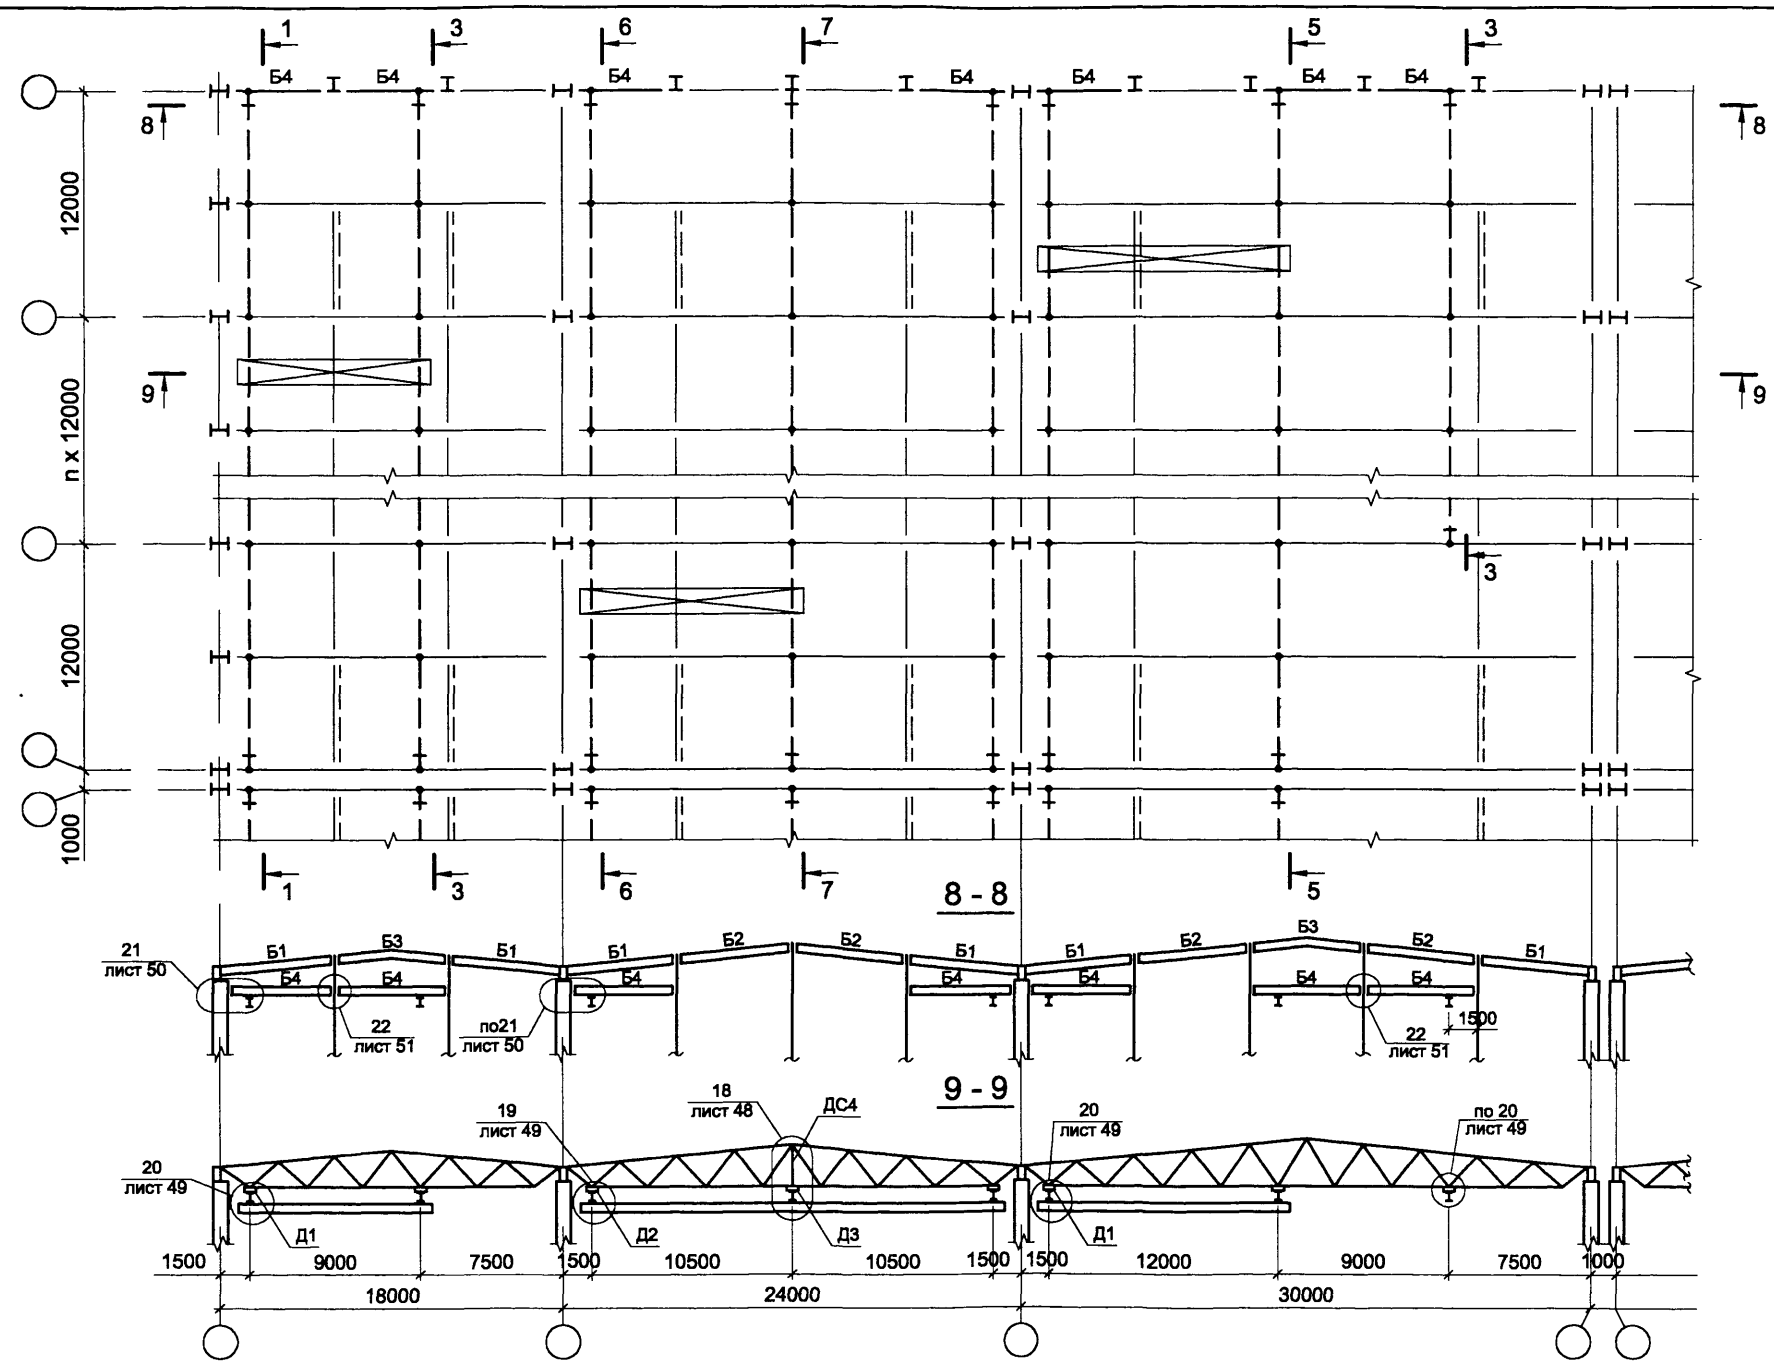 1 3 6 7 5 3
Б4 Б4 Б4 Б4 Б4 Б4 Б4
8 8
12000
9 9
n x 12000
3
12000
1000
1 3 6 7 5
8 - 8
21
лист 50
Б1 Б3 Б1 Б1 Б2 Б2 Б1 Б1 Б2 Б3 Б2 Б1
Б4 Б4 Б4 Б4 Б4 Б4 Б4
22
лист 51
по21
лист 50
1500
22
лист 51
9 - 9
20
лист 49
19
лист 49
18
лист 48
ДС4
20
лист 49
по 20
лист 49
Д1 Д2 Д3 Д1
1500 9000 7500 1500 10500 10500 1500 1500 12000 9000 7500 1000
18000 24000 30000